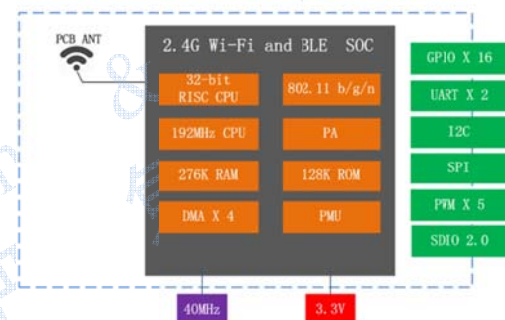 PCB ANT
2.4G Wi-Fi and BLE SOC
32-bit
RISC CPU
802.11 b/g/n
192MHz CPU
PA
276K RAM
128K ROM
DMA X 4
PMU
GPIO X 16
UART X 2
I2C
SPI
PWM X 5
SDIO 2.0
40MHz
3.3V